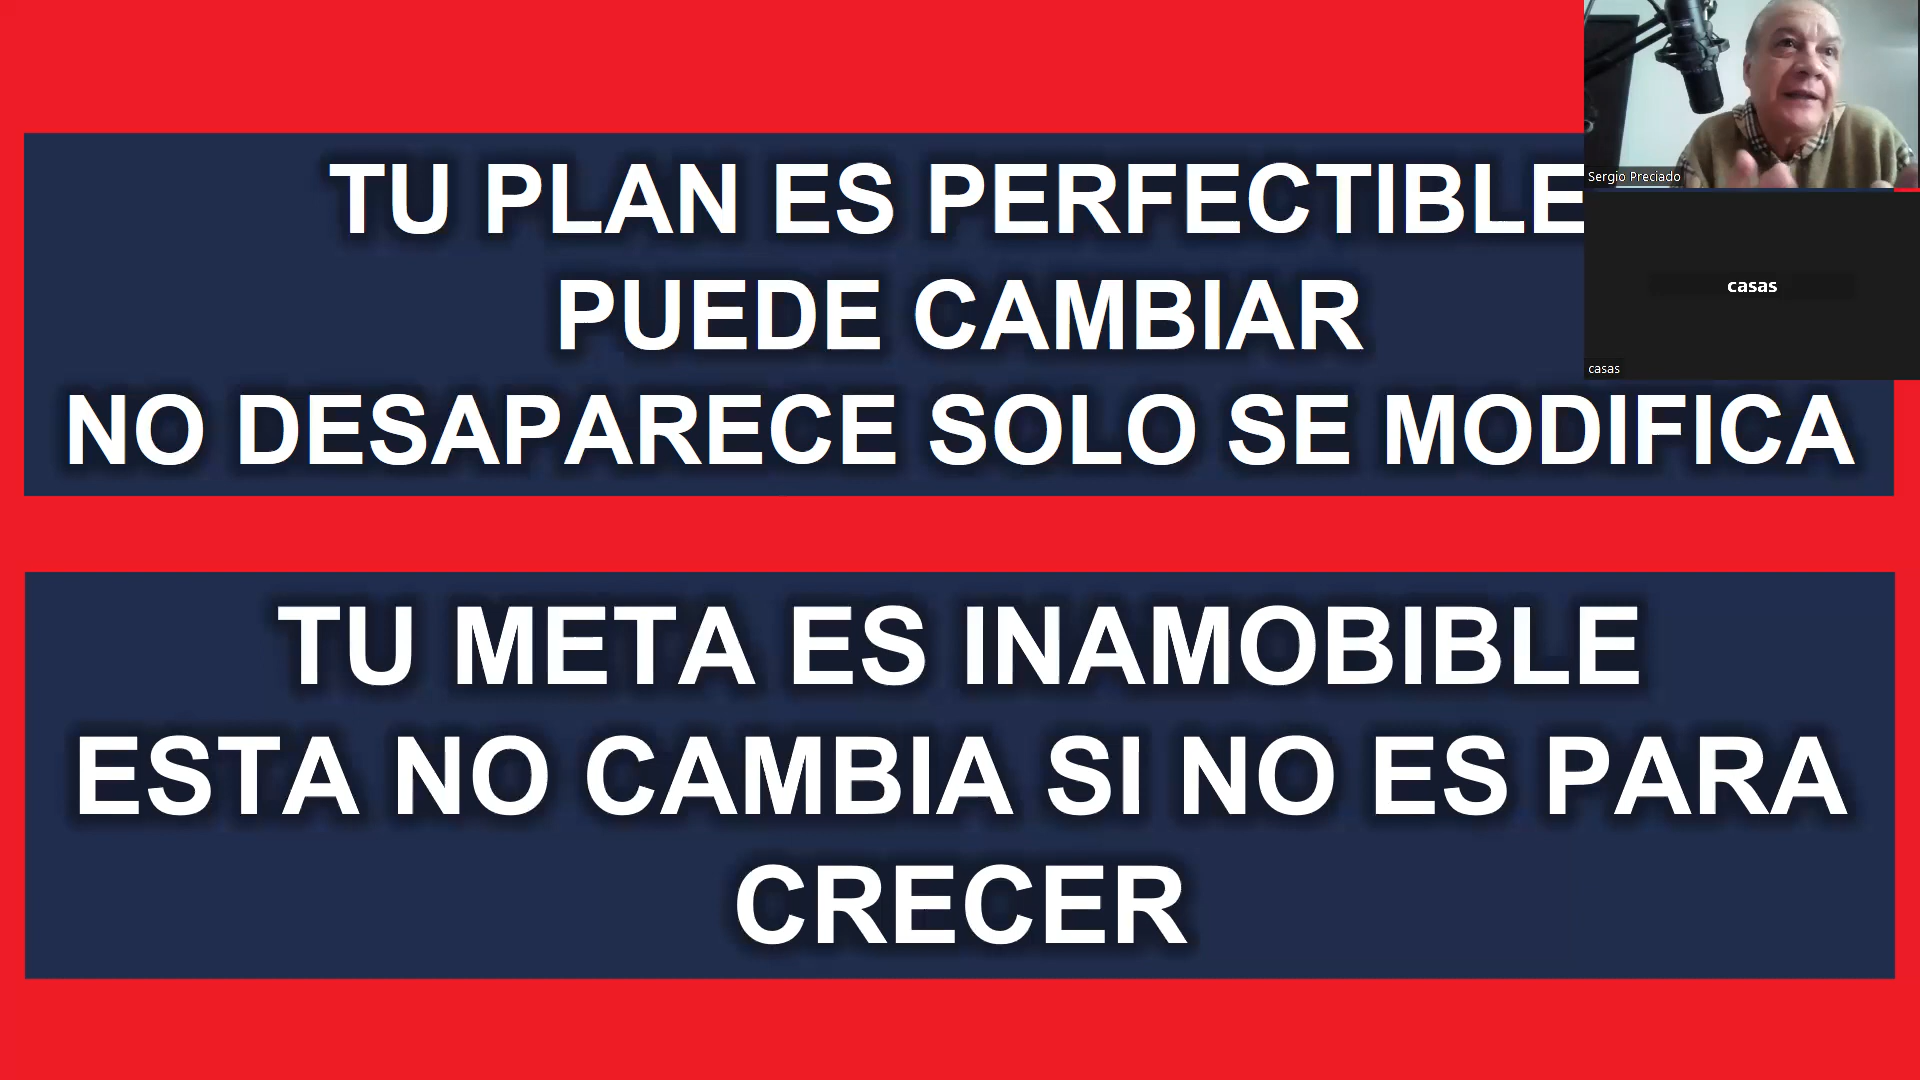 TU PLAN ES PERFECTIBLE
PUEDE CAMBIAR
NO DESAPARECE SOLO SE MODIFICA
TU META ES INAMOBIBLE
ESTA NO CAMBIA SI NO ES PARA
CRECER
Sergio Preciado
casas
casas